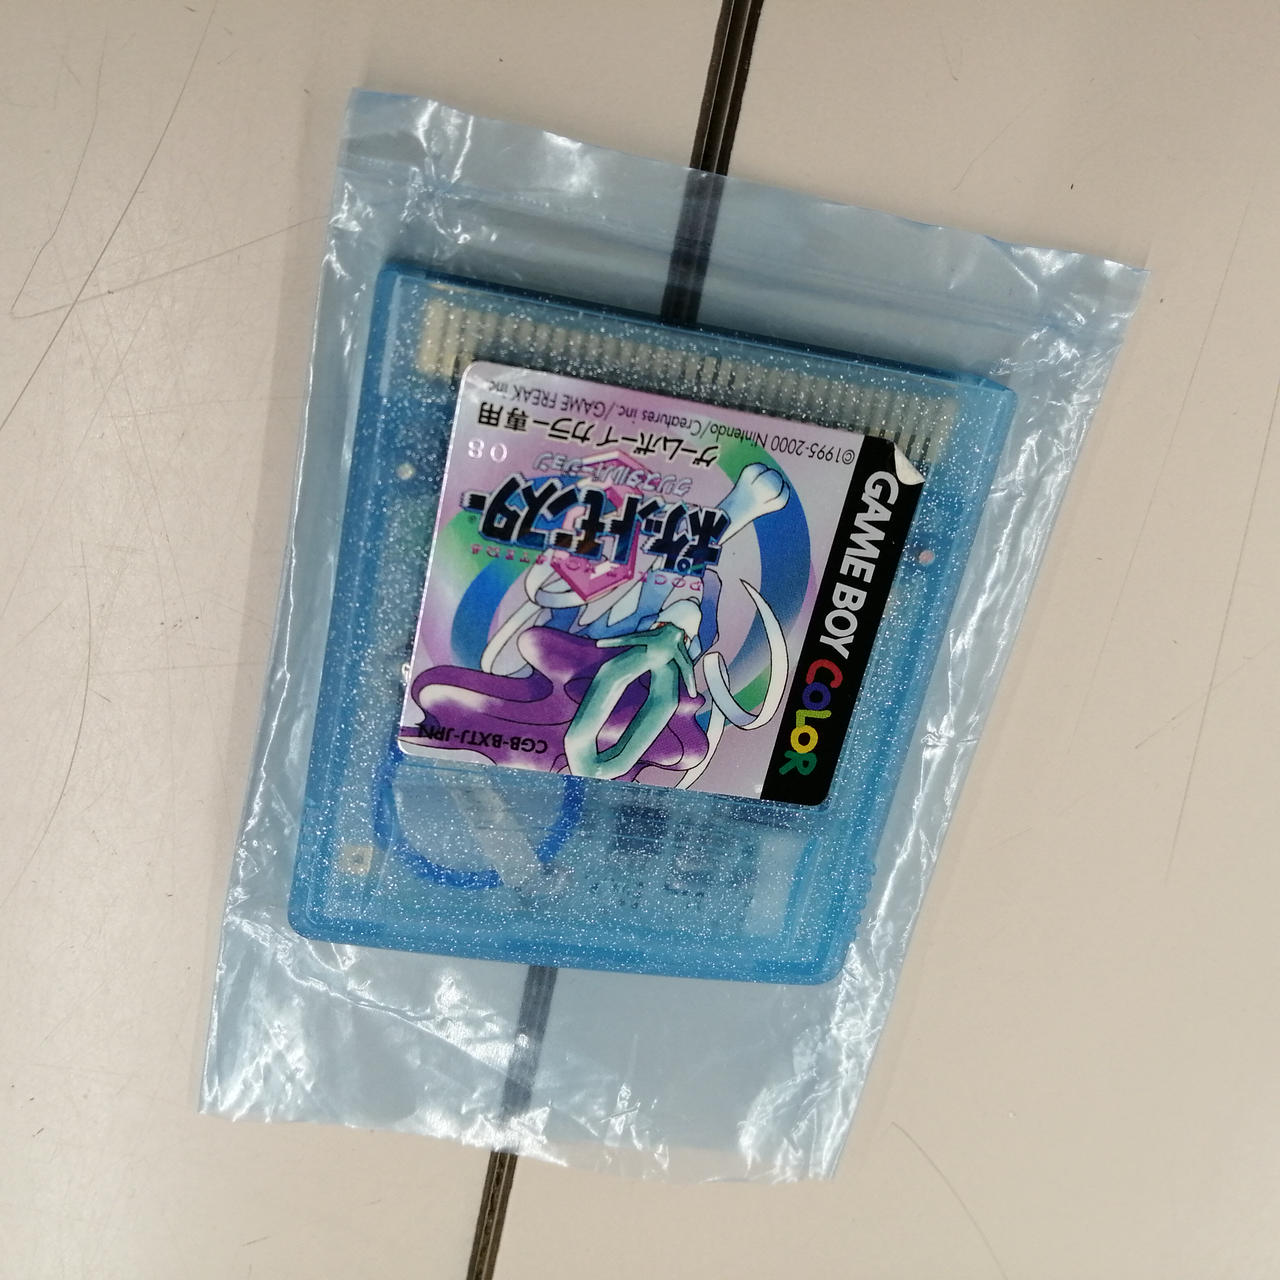 GAME BOY COLOR
POCKET MONSTERS
ポケットモンスター
クリスタルバージョン
08
ゲームボーイカラー専用
©1995-2000 Nintendo/Creatures inc./GAME FREAK inc.
CGB-BXTJ-JPN